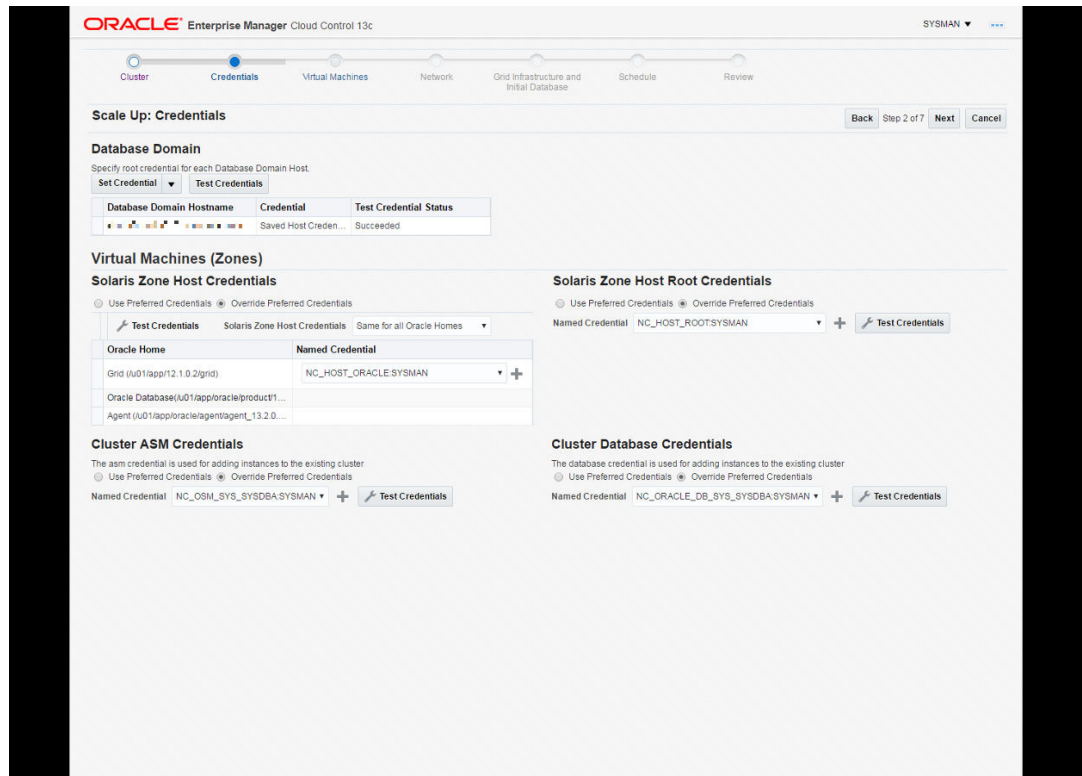 ORACLE Enterprise Manager Cloud Control 13c SYSMAN
Cluster Credentials Virtual Machines Network Grid Infrastructure and Initial Database Schedule Review
Scale Up: Credentials Back Step 2 of 7 Next Cancel
Database Domain
Specify root credential for each Database Domain Host.
Set Credential Test Credentials
Database Domain Hostname Credential Test Credential Status
Saved Host Creden... Succeeded
Virtual Machines (Zones)
Solaris Zone Host Credentials
Use Preferred Credentials Override Preferred Credentials
Test Credentials Solaris Zone Host Credentials Same for all Oracle Homes
Oracle Home Named Credential
Grid (/u01/app/12.1.0.2/grid) NC_HOST_ORACLE:SYSMAN
Oracle Database(/u01/app/oracle/product/1...
Agent (/u01/app/oracle/agent/agent_13.2.0....
Solaris Zone Host Root Credentials
Use Preferred Credentials Override Preferred Credentials
Named Credential NC_HOST_ROOT:SYSMAN Test Credentials
Cluster ASM Credentials
The asm credential is used for adding instances to the existing cluster
Use Preferred Credentials Override Preferred Credentials
Named Credential NC_OSM_SYS_SYSDBA:SYSMAN Test Credentials
Cluster Database Credentials
The database credential is used for adding instances to the existing cluster
Use Preferred Credentials Override Preferred Credentials
Named Credential NC_ORACLE_DB_SYS_SYSDBA:SYSMAN Test Credentials